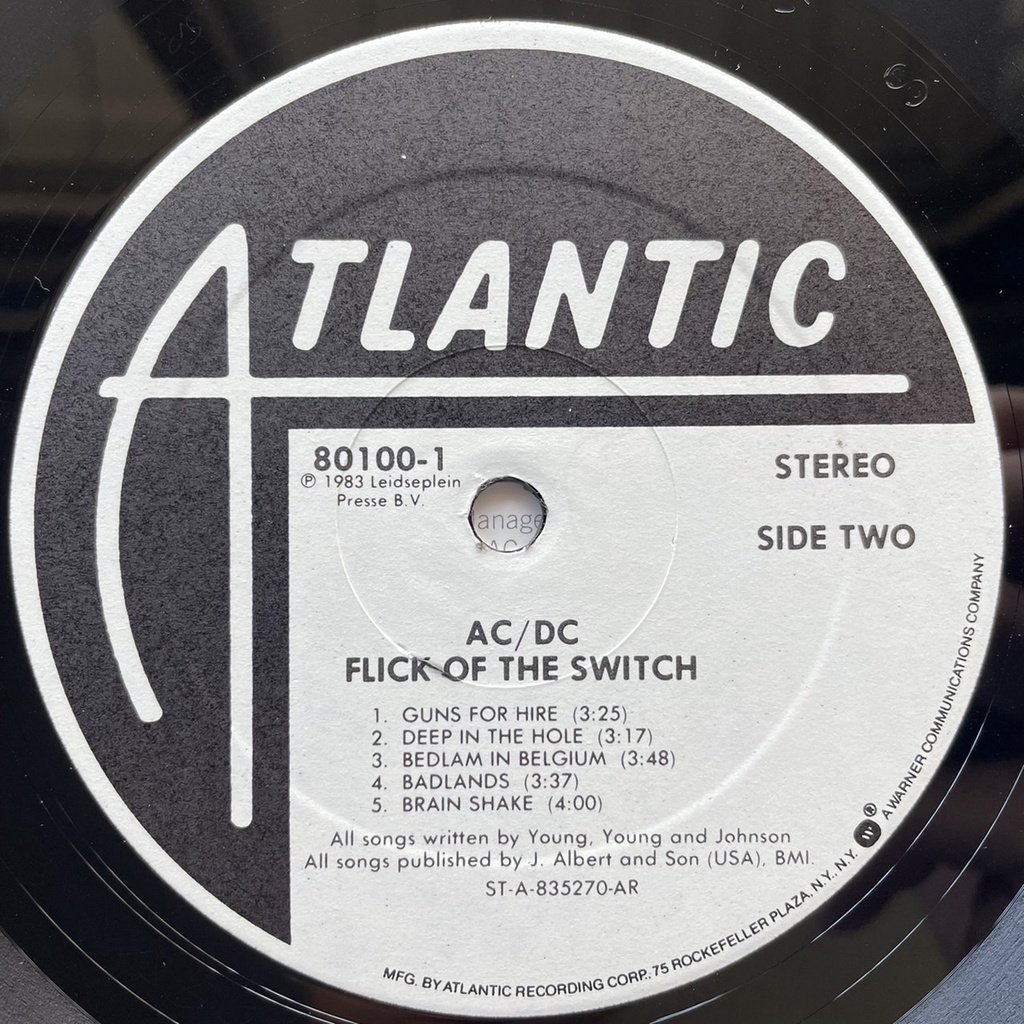 ATLANTIC
80100-1
℗ 1983 Leidseplein
Presse B.V.
STEREO
SIDE TWO
anage
AC
AC/DC
FLICK OF THE SWITCH
1. GUNS FOR HIRE (3:25)
2. DEEP IN THE HOLE (3:17)
3. BEDLAM IN BELGIUM (3:48)
4. BADLANDS (3:37)
5. BRAIN SHAKE (4:00)
All songs written by Young, Young and Johnson
All songs published by J. Albert and Son (USA), BMI.
ST-A-835270-AR
MFG. BY ATLANTIC RECORDING CORP., 75 ROCKEFELLER PLAZA, N.Y., N.Y. ® A WARNER COMMUNICATIONS COMPANY